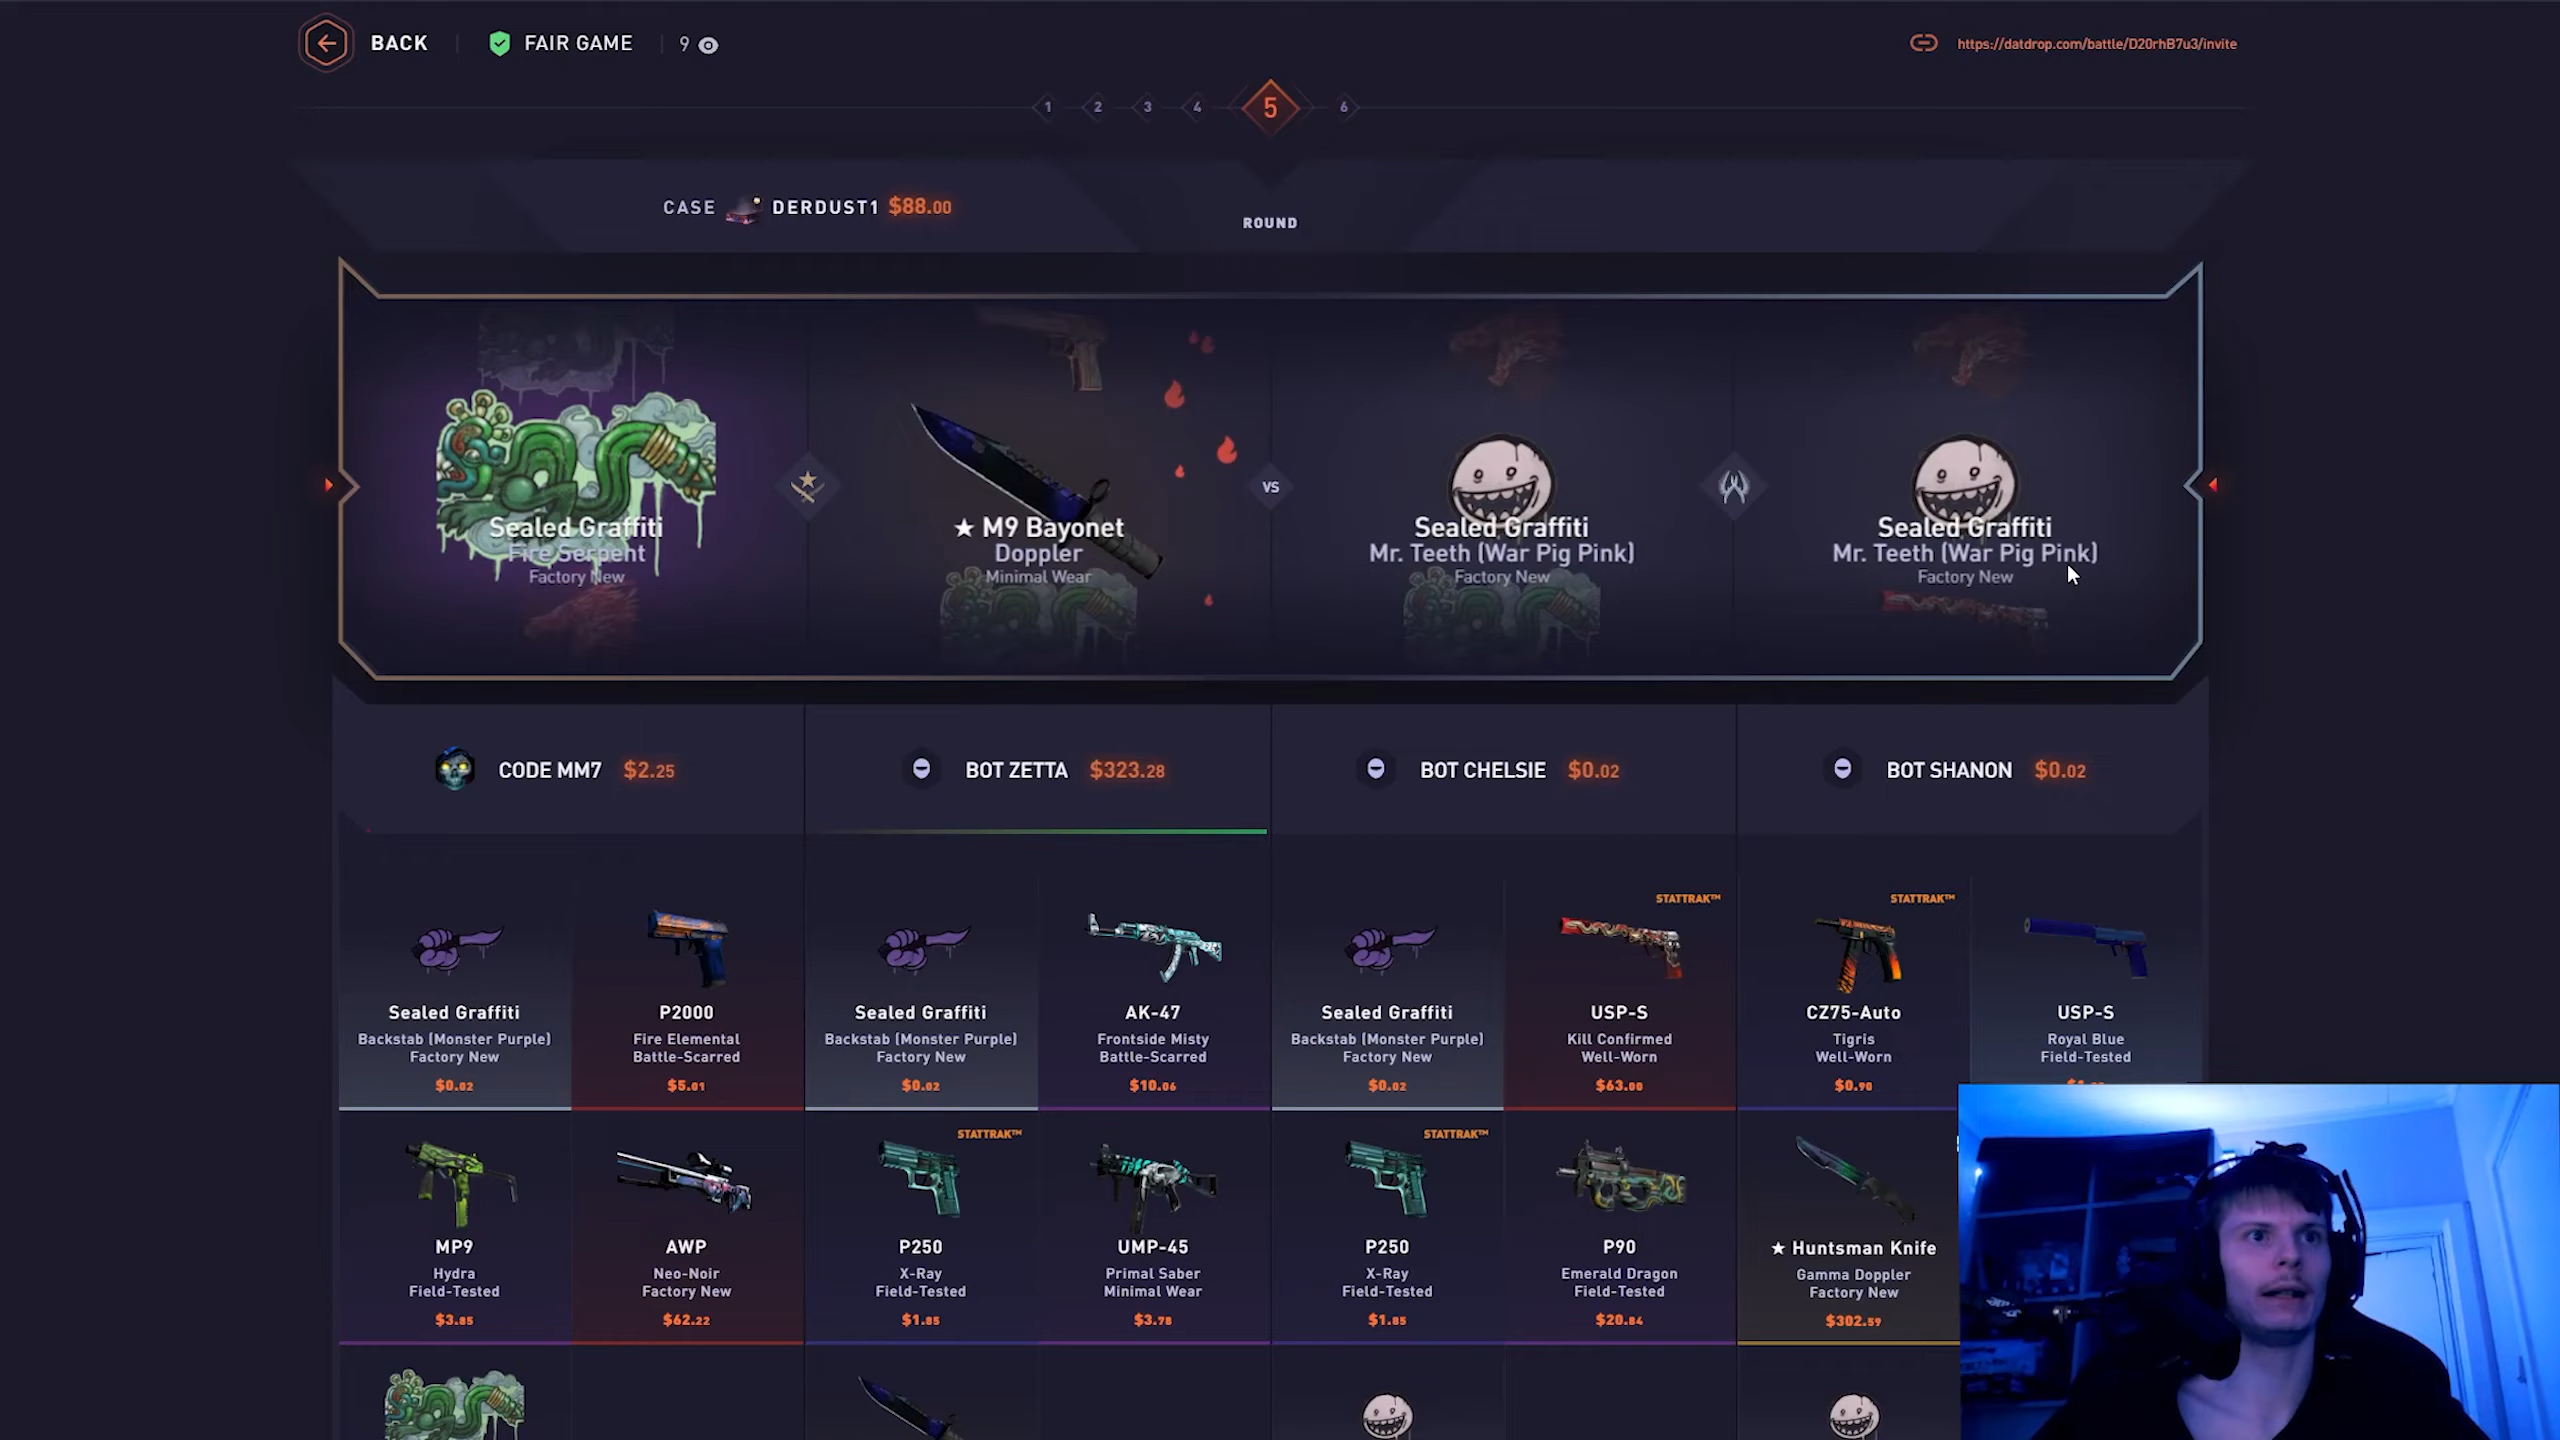 BACK
FAIR GAME
9
https://datdrop.com/battle/D20rhB7u3/invite
1 2 3 4 5 6
CASE DERDUST1 $88.00
ROUND
Sealed Graffiti
Fire Serpent
Factory New
★ M9 Bayonet
Doppler
Minimal Wear
VS
Sealed Graffiti
Mr. Teeth (War Pig Pink)
Factory New
Sealed Graffiti
Mr. Teeth (War Pig Pink)
Factory New
CODE MM7 $2.25
BOT ZETTA $323.28
BOT CHELSIE $0.02
BOT SHANON $0.02
Sealed Graffiti
Backstab (Monster Purple)
Factory New
$0.02
P2000
Fire Elemental
Battle-Scarred
$5.01
Sealed Graffiti
Backstab (Monster Purple)
Factory New
$0.02
AK-47
Frontside Misty
Battle-Scarred
$10.06
Sealed Graffiti
Backstab (Monster Purple)
Factory New
$0.02
STATTRAK™
USP-S
Kill Confirmed
Well-Worn
$63.00
STATTRAK™
CZ75-Auto
Tigris
Well-Worn
$0.90
USP-S
Royal Blue
Field-Tested
MP9
Hydra
Field-Tested
$3.85
AWP
Neo-Noir
Factory New
$62.22
STATTRAK™
P250
X-Ray
Field-Tested
$1.85
UMP-45
Primal Saber
Minimal Wear
$3.78
STATTRAK™
P250
X-Ray
Field-Tested
$1.85
P90
Emerald Dragon
Field-Tested
$20.84
★ Huntsman Knife
Gamma Doppler
Factory New
$302.59